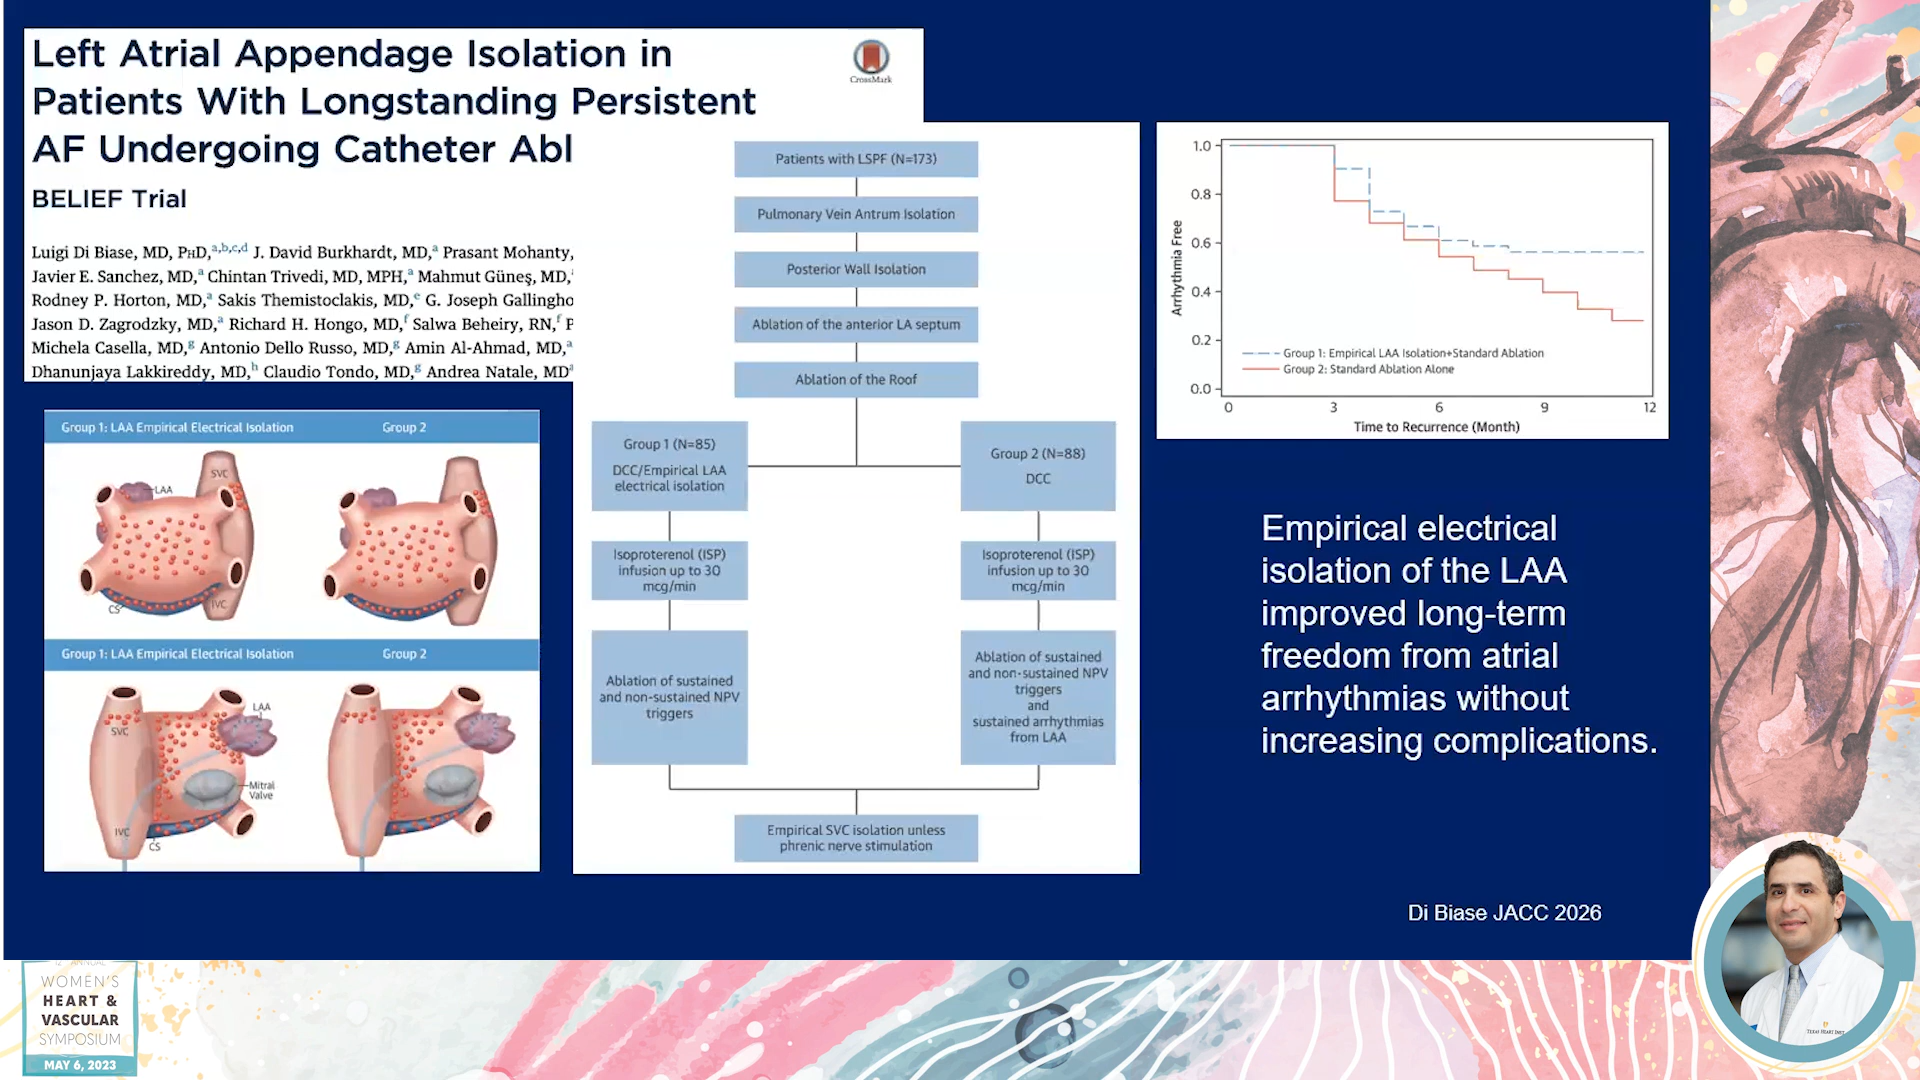 Left Atrial Appendage Isolation in
Patients With Longstanding Persistent
AF Undergoing Catheter Abl
BELIEF Trial
CrossMark
Luigi Di Biase, MD, PhD,a,b,c,d J. David Burkhardt, MD,a Prasant Mohanty,
Javier E. Sanchez, MD,a Chintan Trivedi, MD, MPH,a Mahmut Güneş, MD,
Rodney P. Horton, MD,a Sakis Themistoclakis, MD,e G. Joseph Gallingho
Jason D. Zagrodzky, MD,a Richard H. Hongo, MD,f Salwa Beheiry, RN,f P
Michela Casella, MD,g Antonio Dello Russo, MD,g Amin Al-Ahmad, MD,a
Dhanunjaya Lakkireddy, MD,h Claudio Tondo, MD,g Andrea Natale, MD
Group 1: LAA Empirical Electrical Isolation
Group 2
LAA
SVC
CS
IVC
Group 1: LAA Empirical Electrical Isolation
Group 2
LAA
SVC
Mitral
Valve
IVC
CS
Patients with LSPF (N=173)
Pulmonary Vein Antrum Isolation
Posterior Wall Isolation
Ablation of the anterior LA septum
Ablation of the Roof
Group 1 (N=85)
DCC/Empirical LAA
electrical isolation
Group 2 (N=88)
DCC
Isoproterenol (ISP)
infusion up to 30
mcg/min
Isoproterenol (ISP)
infusion up to 30
mcg/min
Ablation of sustained
and non-sustained NPV
triggers
Ablation of sustained
and non-sustained NPV
triggers
and
sustained arrhythmias
from LAA
Empirical SVC isolation unless
phrenic nerve stimulation
Arrhythmia Free
1.0
0.8
0.6
0.4
0.2
0.0
Group 1: Empirical LAA Isolation+Standard Ablation
Group 2: Standard Ablation Alone
0 3 6 9 12
Time to Recurrence (Month)
Empirical electrical
isolation of the LAA
improved long-term
freedom from atrial
arrhythmias without
increasing complications.
Di Biase JACC 2026
ANNUAL
WOMEN'S
HEART &
VASCULAR
SYMPOSIUM
MAY 6, 2023